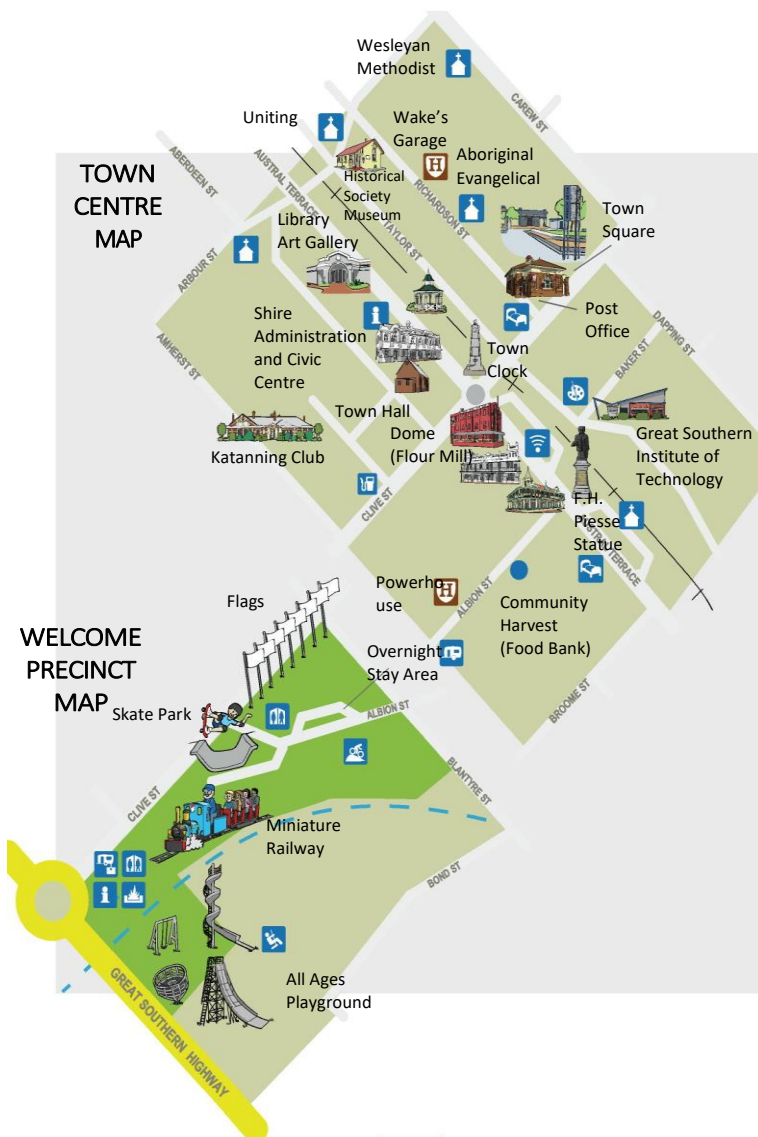 Wesleyan
Methodist
CAREW ST
Uniting
Wake's
Garage
Aboriginal
Evangelical
ABERDEEN ST
AUSTRAL TERRACE
TOWN
CENTRE
MAP
Historical
Society
Museum
RICHARDSON ST
TAYLOR ST
Town
Square
Library
Art Gallery
ARBOUR ST
Shire
Administration
and Civic
Centre
Post
Office
DAPPING ST
BAKER ST
Town
Clock
AMHERST ST
Town Hall
Katanning Club
Dome
(Flour Mill)
Great Southern
Institute of
Technology
CLIVE ST
F.H.
Piesse
Statue
AUSTRAL TERRACE
H
H
Powerho
use
ALBION ST
Community
Harvest
(Food Bank)
Flags
WELCOME
PRECINCT
MAP
Overnight
Stay Area
BROOME ST
Skate Park
ALBION ST
CLIVE ST
BLANTYRE ST
Miniature
Railway
BOND ST
All Ages
Playground
GREAT SOUTHERN HIGHWAY